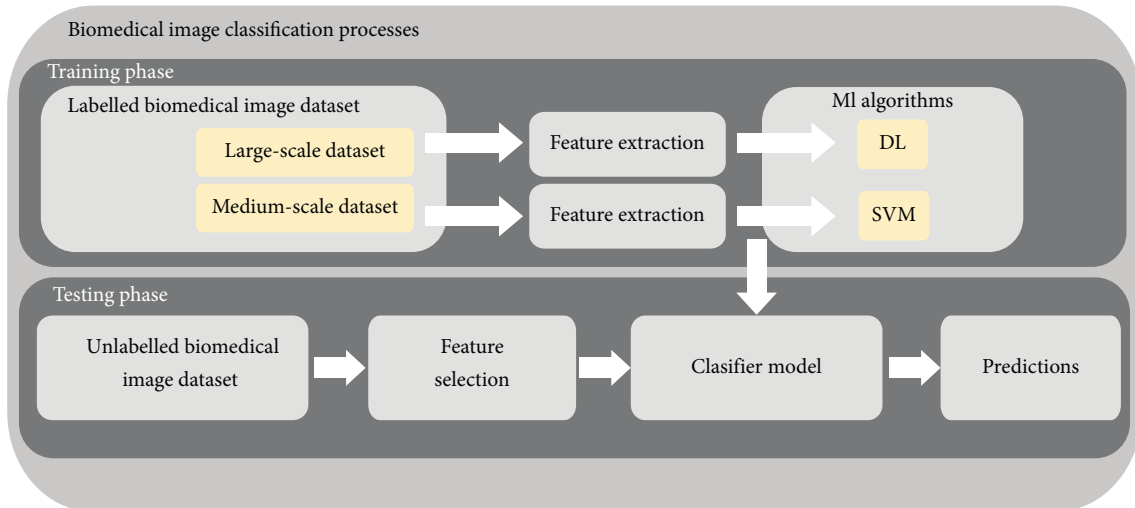 Biomedical image classification processes
Training phase
Labelled biomedical image dataset
Large-scale dataset
Medium-scale dataset
Feature extraction
Feature extraction
Ml algorithms
DL
SVM
Testing phase
Unlabelled biomedical
image dataset
Feature
selection
Clasifier model
Predictions